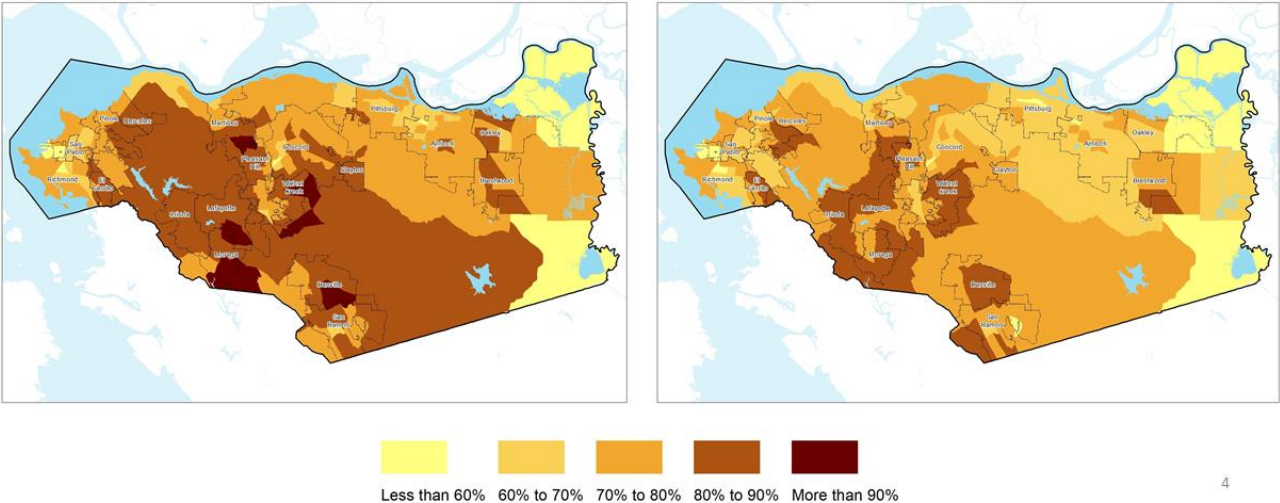 Pinole
Hercules
Martinez
Pittsburg
Oakley
San
Pablo
Concord
Antioch
Pleasant
Hill
Richmond
El
Cerrito
Walnut
Creek
Clayton
Brentwood
Orinda
Lafayette
Moraga
Danville
San
Ramon
Pinole
Hercules
Martinez
Pittsburg
Oakley
San
Pablo
Concord
Antioch
Pleasant
Hill
Richmond
El
Cerrito
Walnut
Creek
Clayton
Brentwood
Orinda
Lafayette
Moraga
Danville
San
Ramon
Less than 60% 60% to 70% 70% to 80% 80% to 90% More than 90%
4